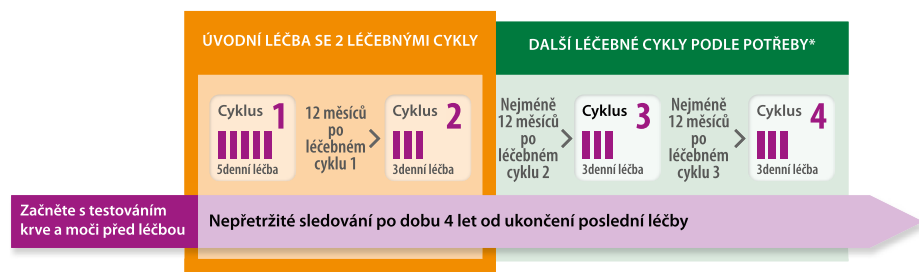 ÚVODNÍ LÉČBA SE 2 LÉČEBNÝMI CYKLY
DALŠÍ LÉČEBNÉ CYKLY PODLE POTŘEBY*
Cyklus 1
5denní léčba
12 měsíců
po
léčebném
cyklu 1
Cyklus 2
3denní léčba
Nejméně
12 měsíců
po
léčebném
cyklu 2
Cyklus 3
3denní léčba
Nejméně
12 měsíců
po
léčebném
cyklu 3
Cyklus 4
3denní léčba
Začněte s testováním
krve a moči před léčbou
Nepřetržité sledování po dobu 4 let od ukončení poslední léčby